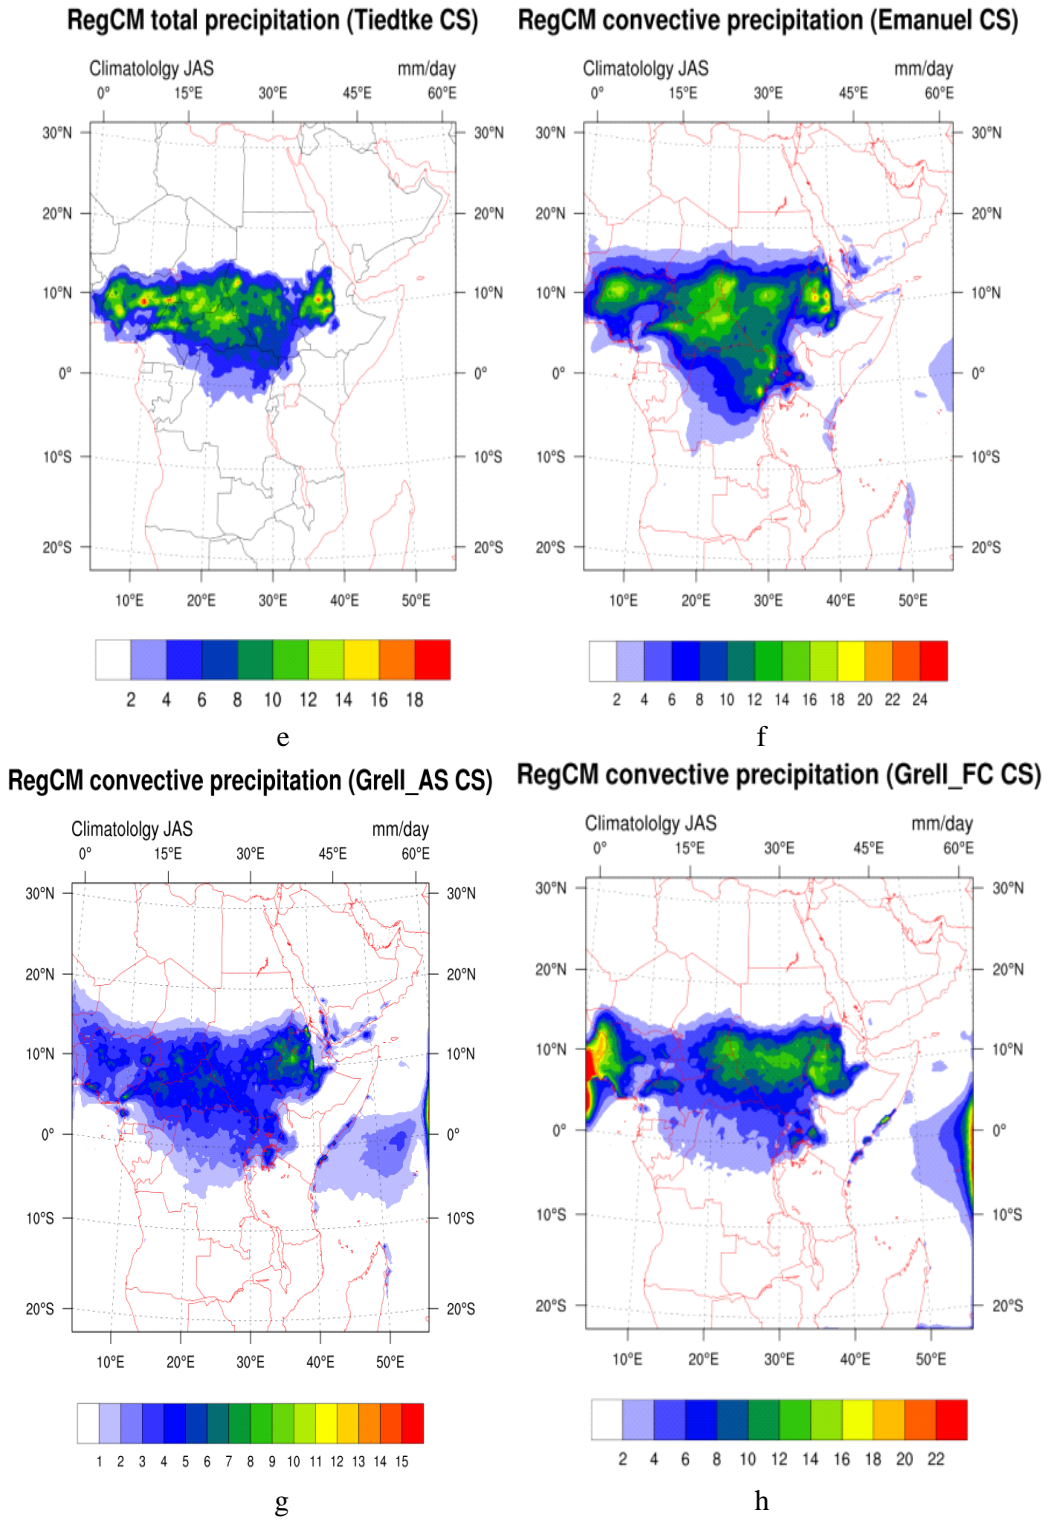 RegCM total precipitation (Tiedtke CS)
Climatololgy JAS mm/day
0° 15°E 30°E 45°E 60°E
30°N 30°N
20°N 20°N
10°N 10°N
0° 0°
10°S 10°S
20°S 20°S
10°E 20°E 30°E 40°E 50°E
2 4 6 8 10 12 14 16 18
e
RegCM convective precipitation (Emanuel CS)
Climatololgy JAS mm/day
0° 15°E 30°E 45°E 60°E
30°N 30°N
20°N 20°N
10°N 10°N
0° 0°
10°S 10°S
20°S 20°S
10°E 20°E 30°E 40°E 50°E
2 4 6 8 10 12 14 16 18 20 22 24
f
RegCM convective precipitation (Grell_AS CS)
Climatololgy JAS mm/day
0° 15°E 30°E 45°E 60°E
30°N 30°N
20°N 20°N
10°N 10°N
0° 0°
10°S 10°S
20°S 20°S
10°E 20°E 30°E 40°E 50°E
1 2 3 4 5 6 7 8 9 10 11 12 13 14 15
g
RegCM convective precipitation (Grell_FC CS)
Climatololgy JAS mm/day
0° 15°E 30°E 45°E 60°E
30°N 30°N
20°N 20°N
10°N 10°N
0° 0°
10°S 10°S
20°S 20°S
10°E 20°E 30°E 40°E 50°E
2 4 6 8 10 12 14 16 18 20 22
h